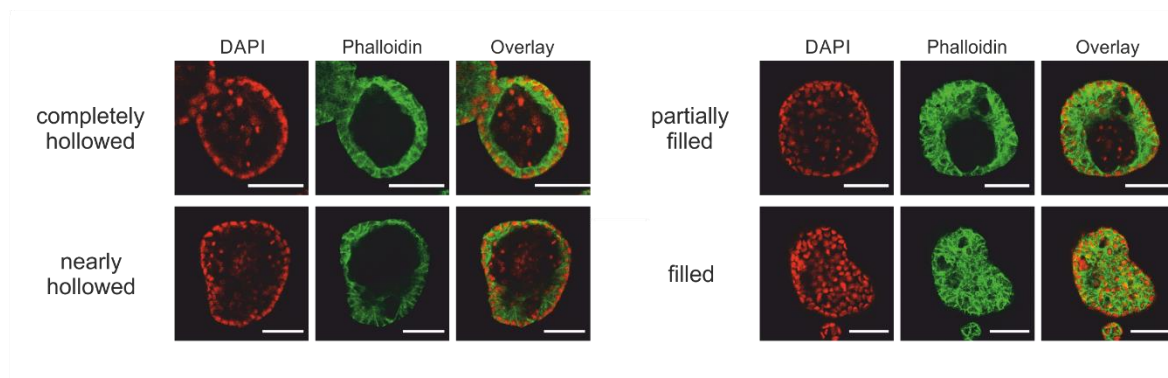 DAPI Phalloidin Overlay
completely
hollowed
nearly
hollowed
DAPI Phalloidin Overlay
partially
filled
filled